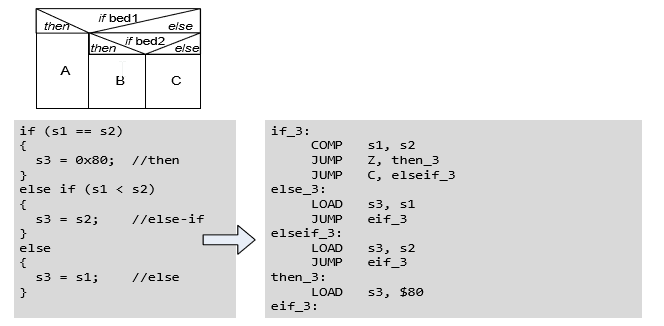 if bed1
then else
if bed2
then else
A B C
if (s1 == s2)
{
s3 = 0x80; //then
}
else if (s1 < s2)
{
s3 = s2; //else-if
}
else
{
s3 = s1; //else
}
if_3:
COMP s1, s2
JUMP Z, then_3
JUMP C, elseif_3
else_3:
LOAD s3, s1
JUMP eif_3
elseif_3:
LOAD s3, s2
JUMP eif_3
then_3:
LOAD s3, $80
eif_3: